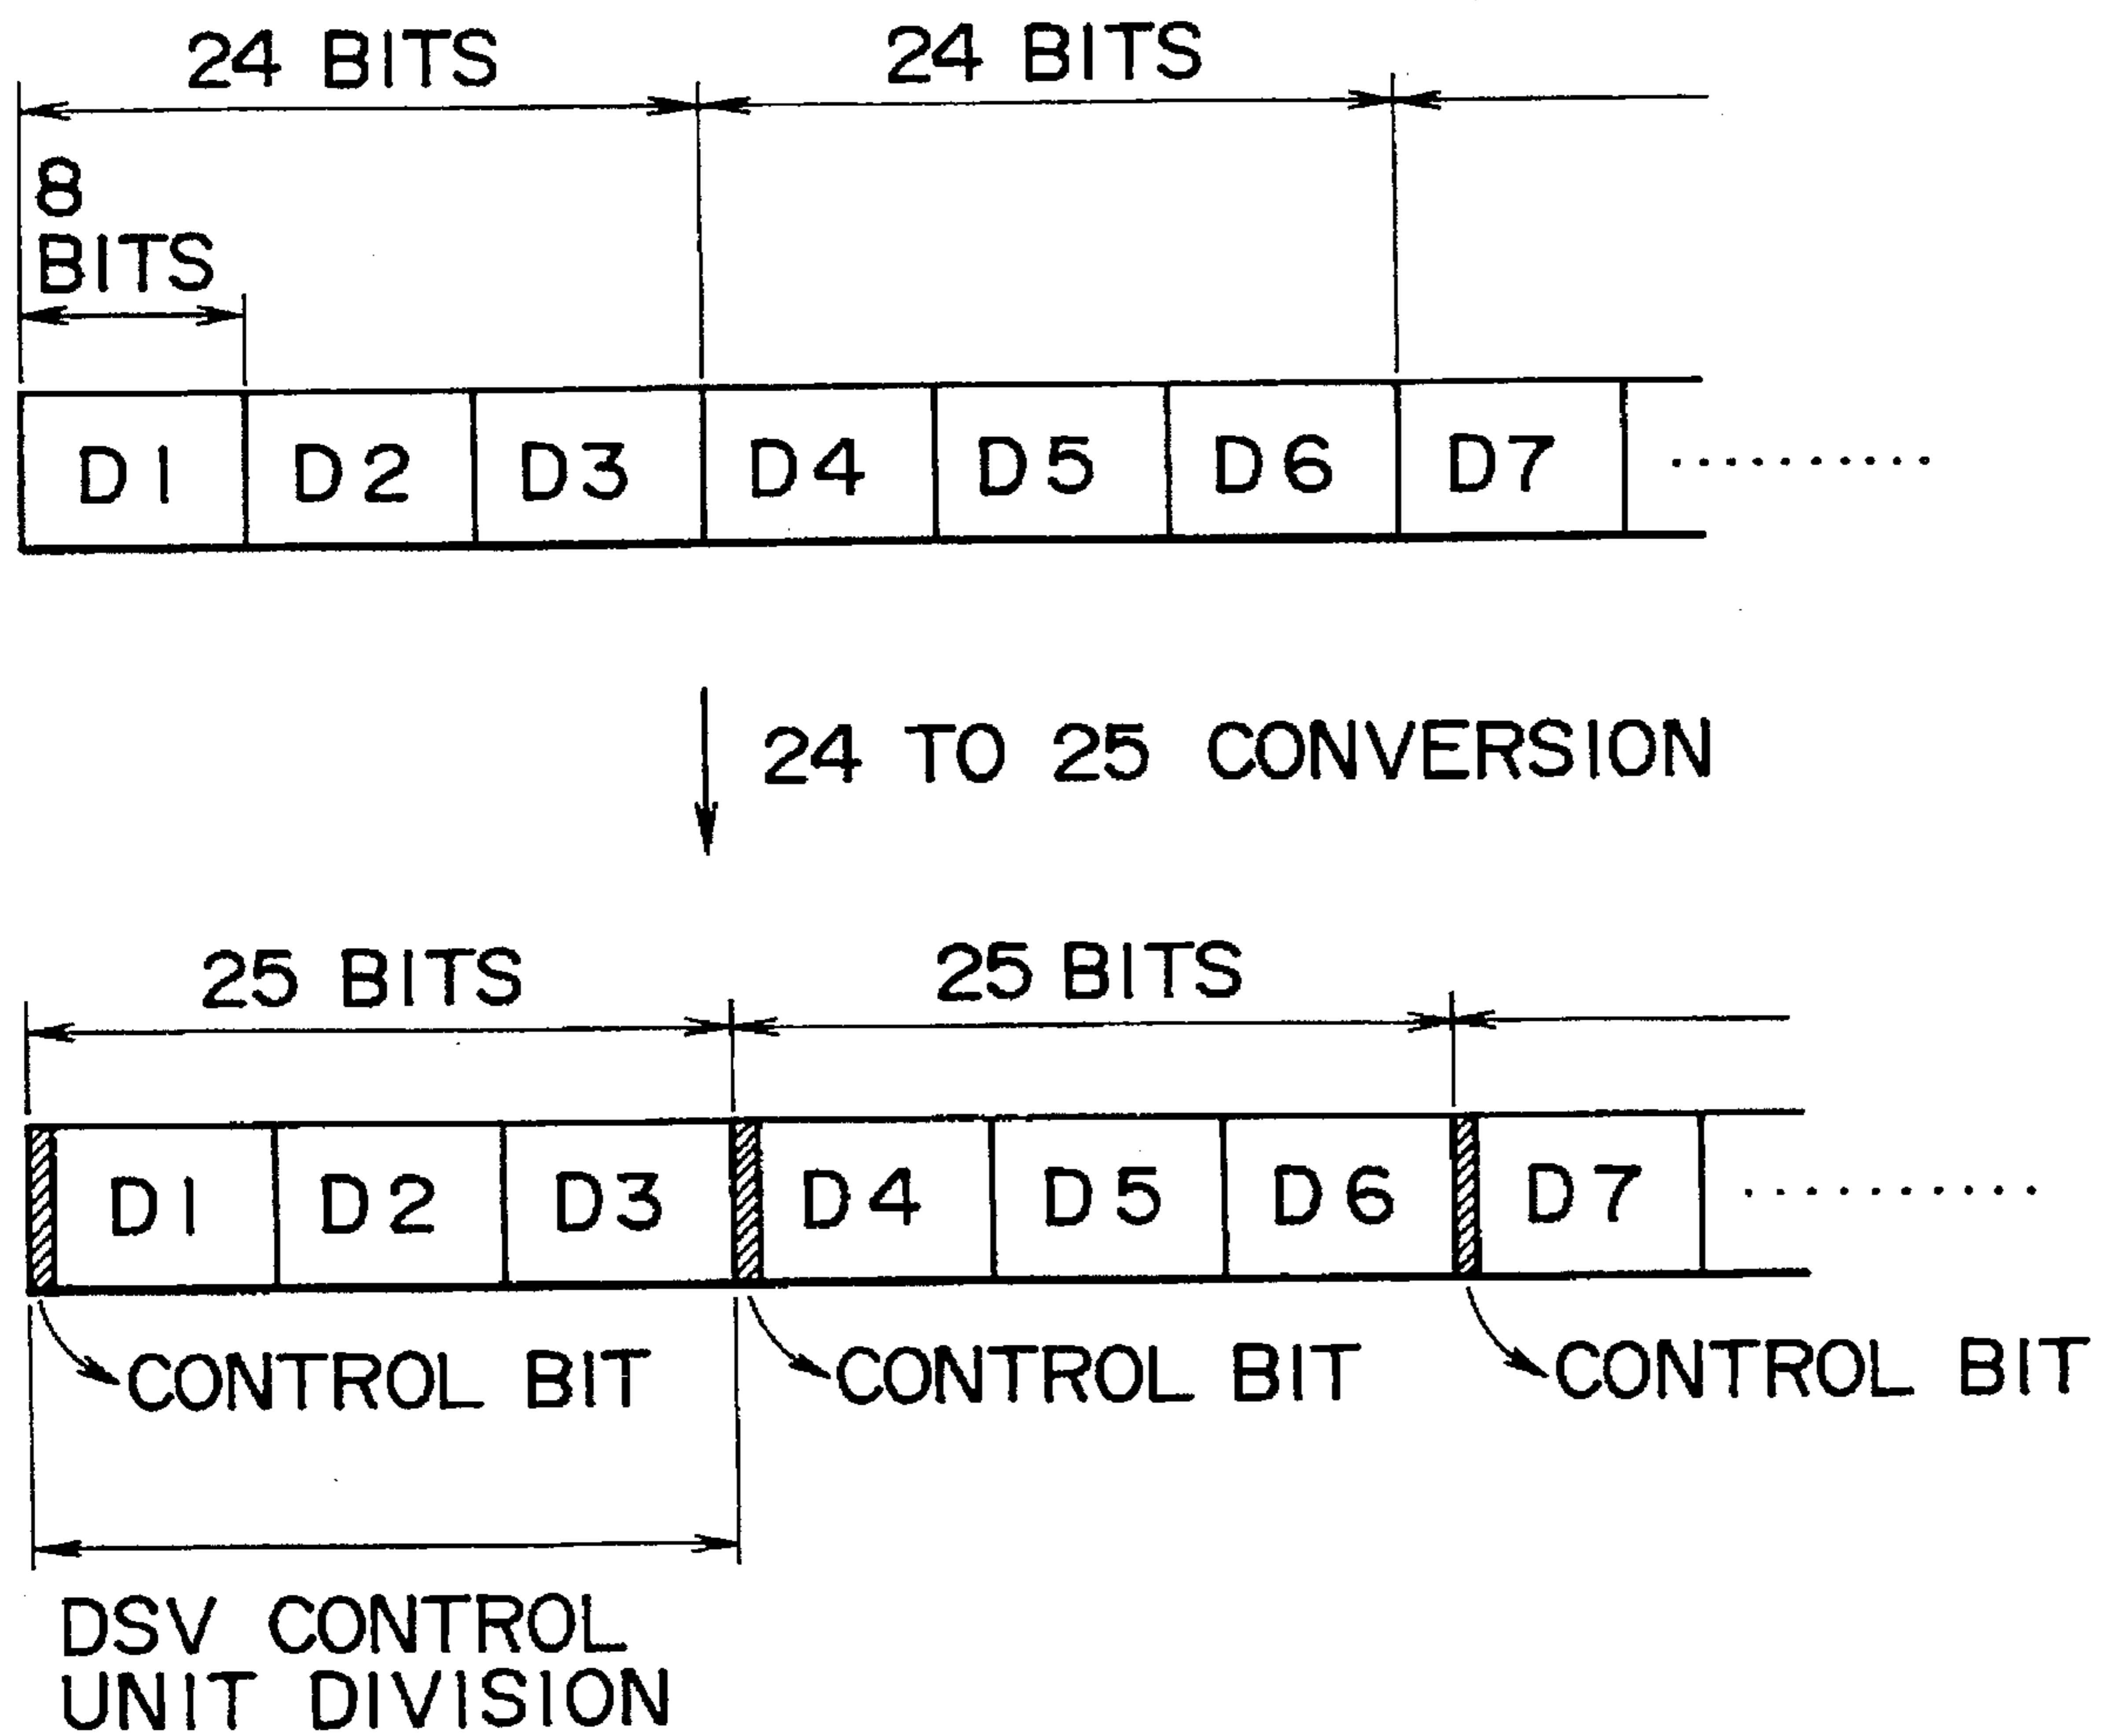 24 BITS 24 BITS
8
BITS
D1 D2 D3 D4 D5 D6 D7 ..........
24 TO 25 CONVERSION
25 BITS 25 BITS
D1 D2 D3 D4 D5 D6 D7 ..........
CONTROL BIT CONTROL BIT CONTROL BIT
DSV CONTROL
UNIT DIVISION